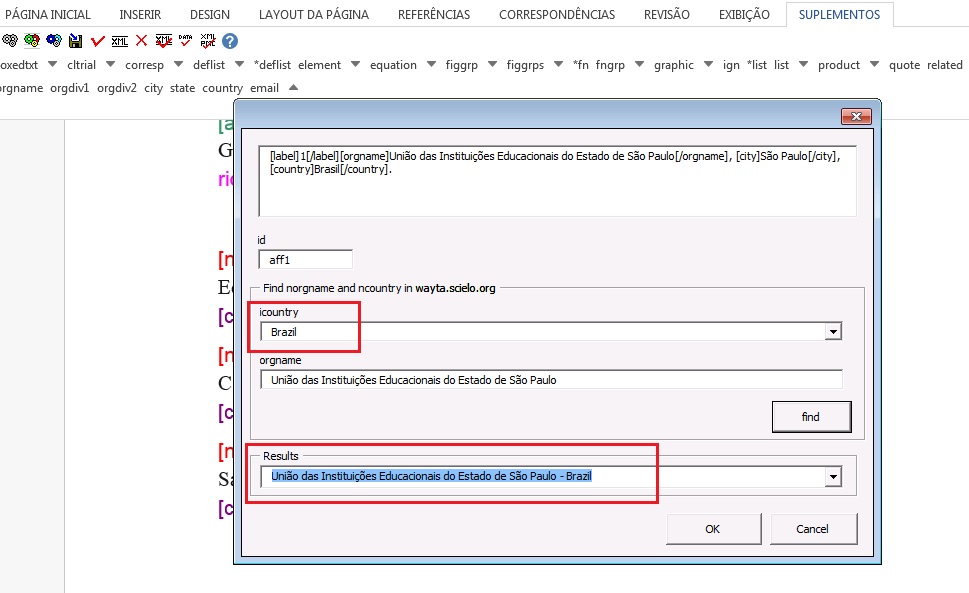 PÁGINA INICIAL INSERIR DESIGN LAYOUT DA PÁGINA REFERÊNCIAS CORRESPONDÊNCIAS REVISÃO EXIBIÇÃO SUPLEMENTOS
XML DATA
oxedtxt cltrial corresp deflist *deflist element equation figgrp figgrps *fn fngrp graphic ign *list list product quote related
orgname orgdiv1 orgdiv2 city state country email
[label]1[/label][orgname]União das Instituições Educacionais do Estado de São Paulo[/orgname], [city]São Paulo[/city],
[country]Brasil[/country].
id
aff1
Find norgname and ncountry in wayta.scielo.org
icountry
Brazil
orgname
União das Instituições Educacionais do Estado de São Paulo
find
Results
União das Instituições Educacionais do Estado de São Paulo - Brazil
OK Cancel